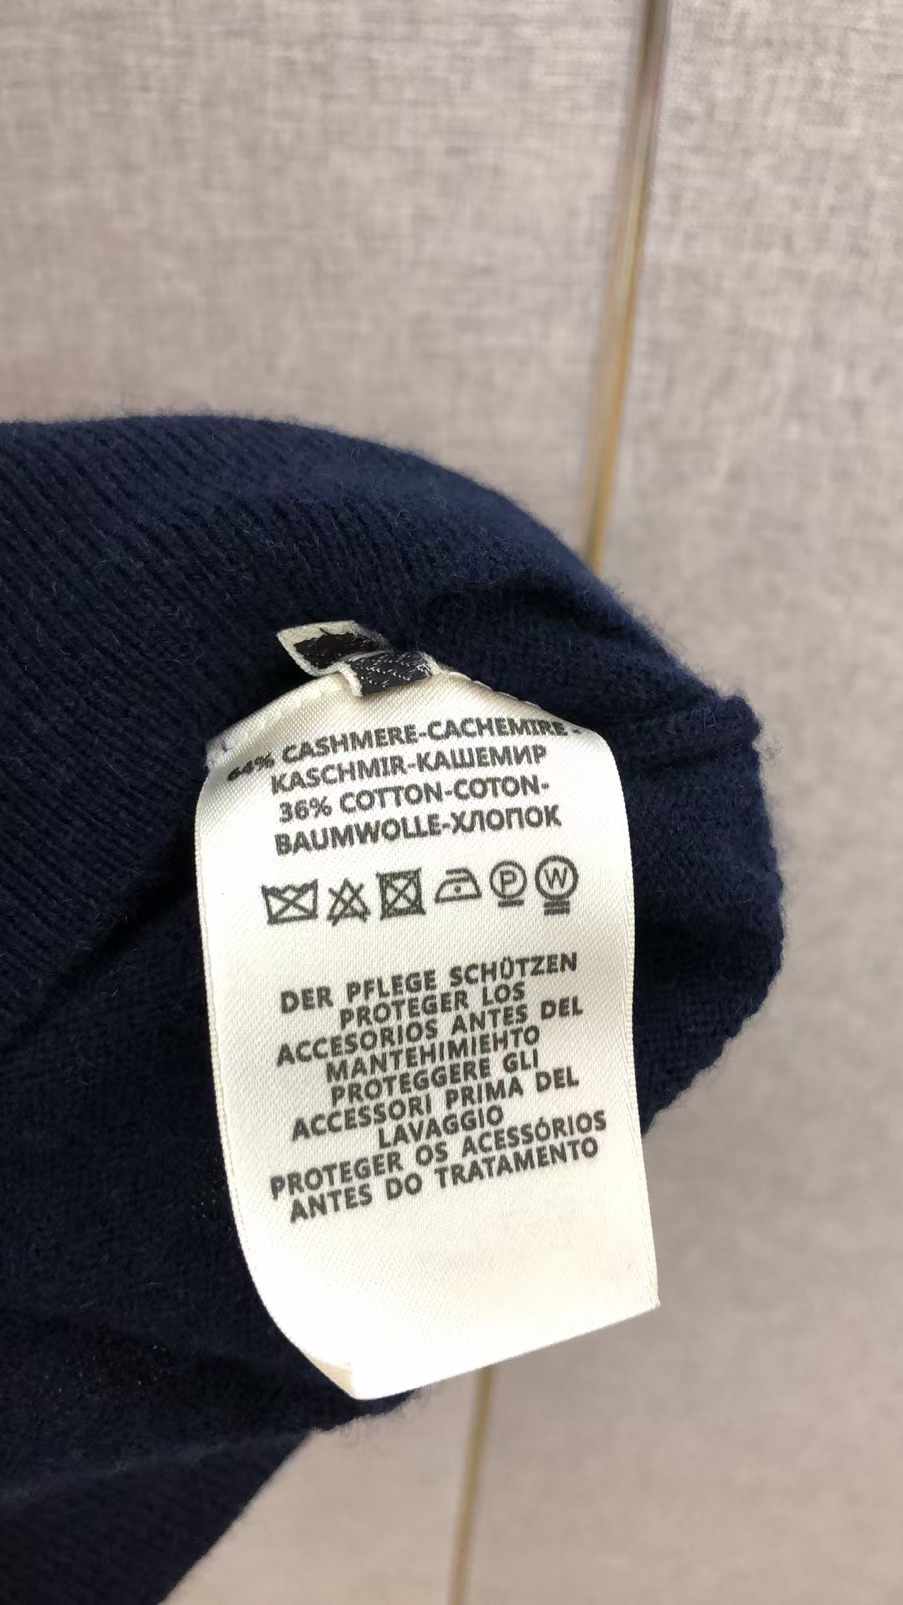 64% CASHMERE-CACHEMIRE-
KASCHMIR-КАШЕМИР
36% COTTON-COTON-
BAUMWOLLE-ХЛОПОК
P W
DER PFLEGE SCHÜTZEN
PROTEGER LOS
ACCESORIOS ANTES DEL
MANTEHIMIEHTO
PROTEGGERE GLI
ACCESSORI PRIMA DEL
LAVAGGIO
PROTEGER OS ACESSÓRIOS
ANTES DO TRATAMENTO